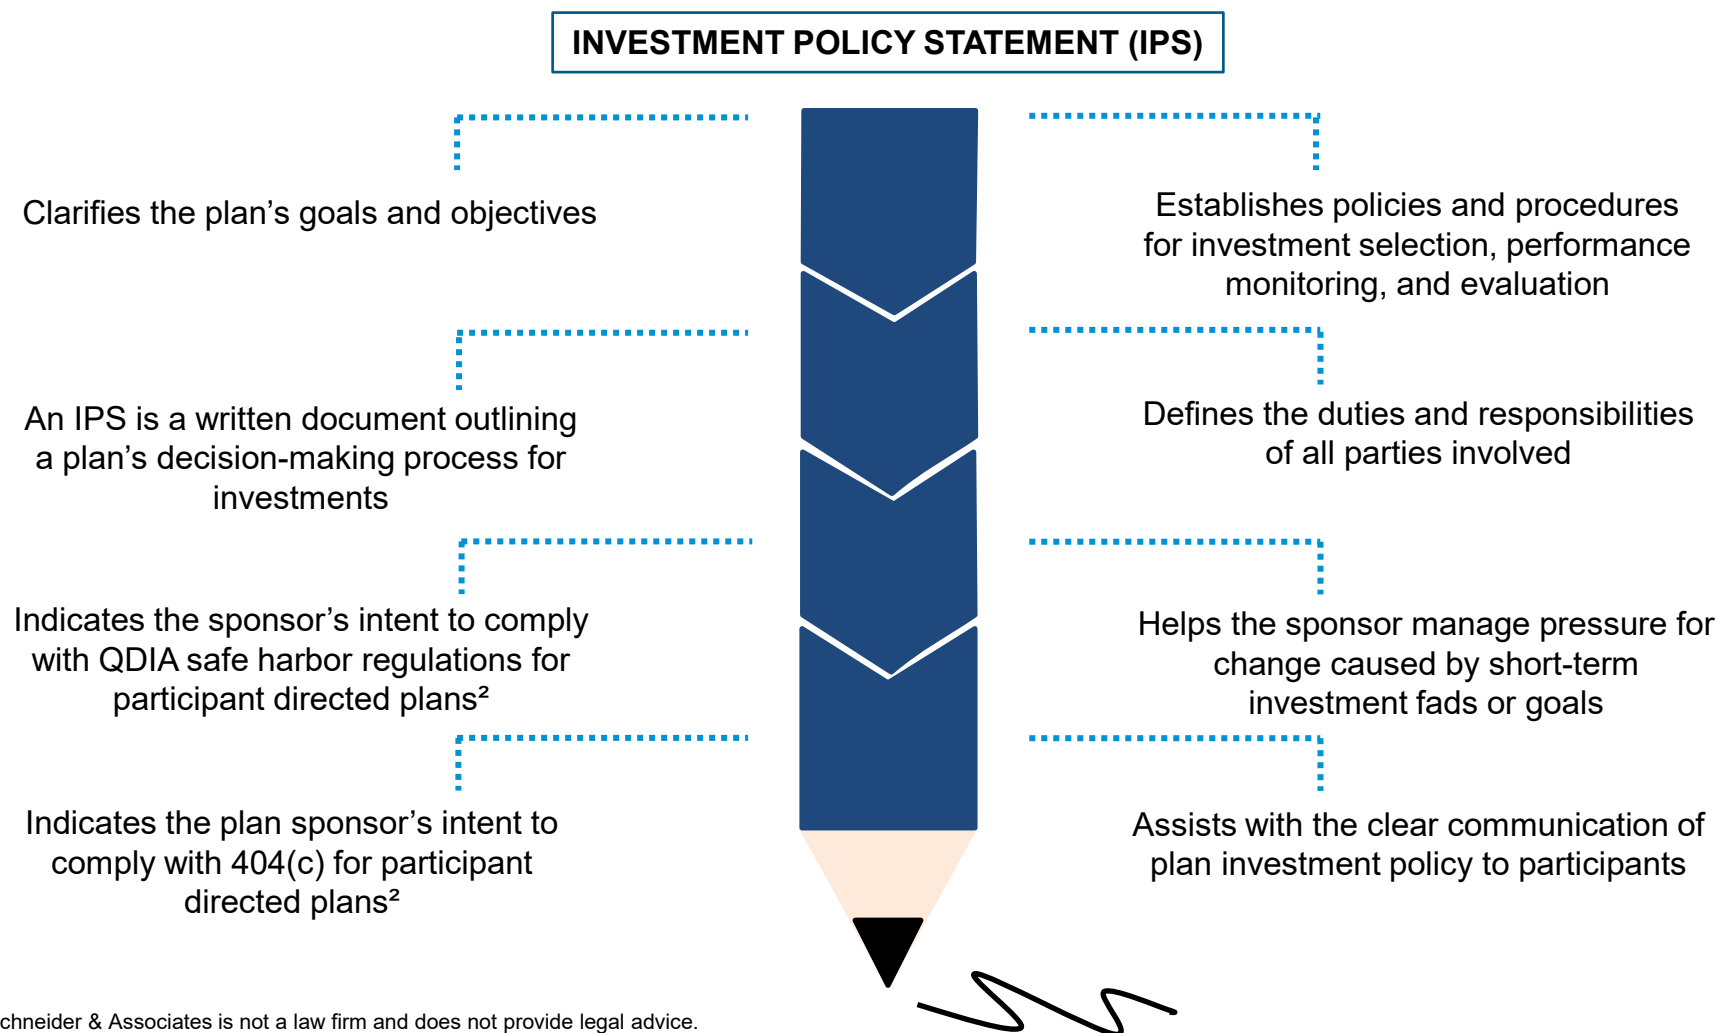 INVESTMENT POLICY STATEMENT (IPS)
Clarifies the plan’s goals and objectives
An IPS is a written document outlining
a plan’s decision-making process for
investments
Indicates the sponsor’s intent to comply
with QDIA safe harbor regulations for
participant directed plans²
Indicates the plan sponsor’s intent to
comply with 404(c) for participant
directed plans²
Establishes policies and procedures
for investment selection, performance
monitoring, and evaluation
Defines the duties and responsibilities
of all parties involved
Helps the sponsor manage pressure for
change caused by short-term
investment fads or goals
Assists with the clear communication of
plan investment policy to participants
chneider & Associates is not a law firm and does not provide legal advice.